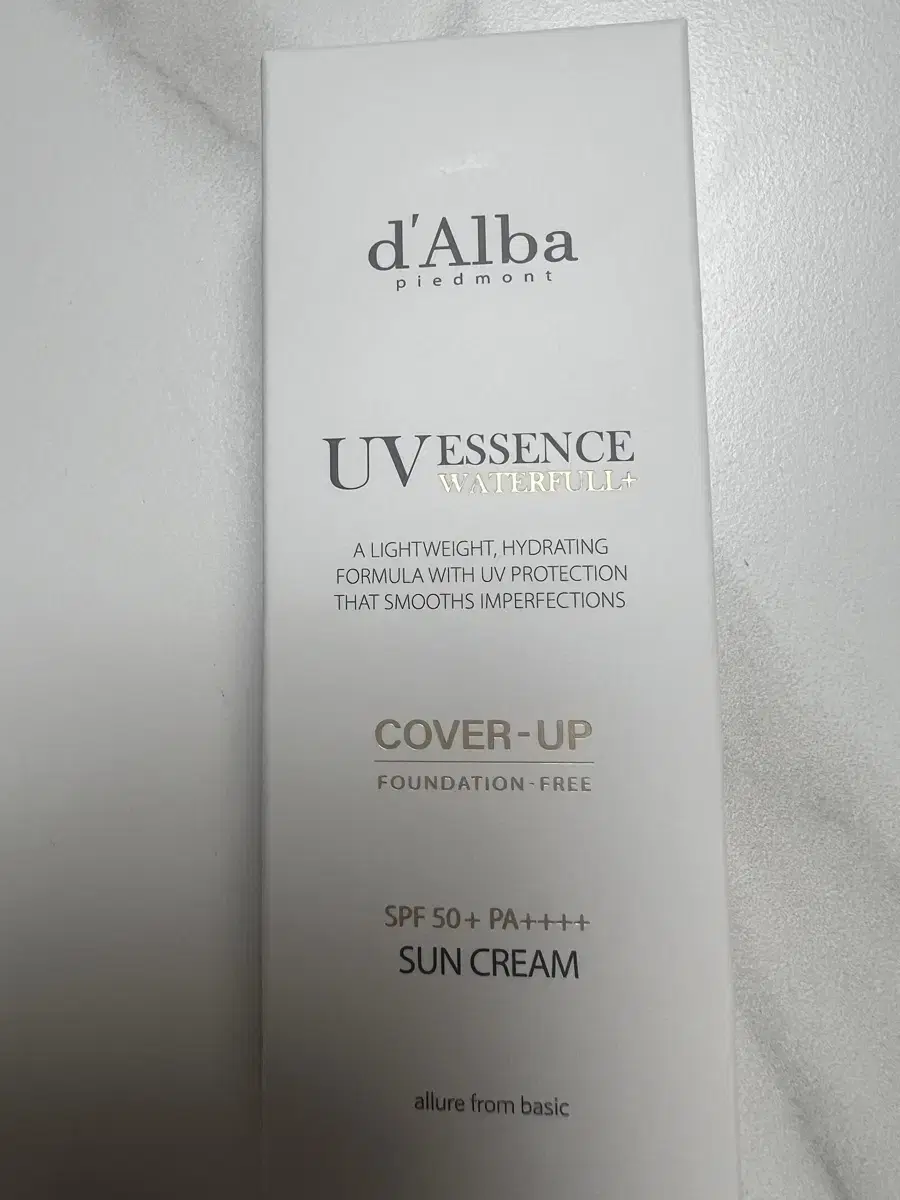 d'Alba
piedmont
UV ESSENCE
WATERFULL+
A LIGHTWEIGHT, HYDRATING
FORMULA WITH UV PROTECTION
THAT SMOOTHS IMPERFECTIONS
COVER-UP
FOUNDATION-FREE
SPF 50+ PA++++
SUN CREAM
allure from basic